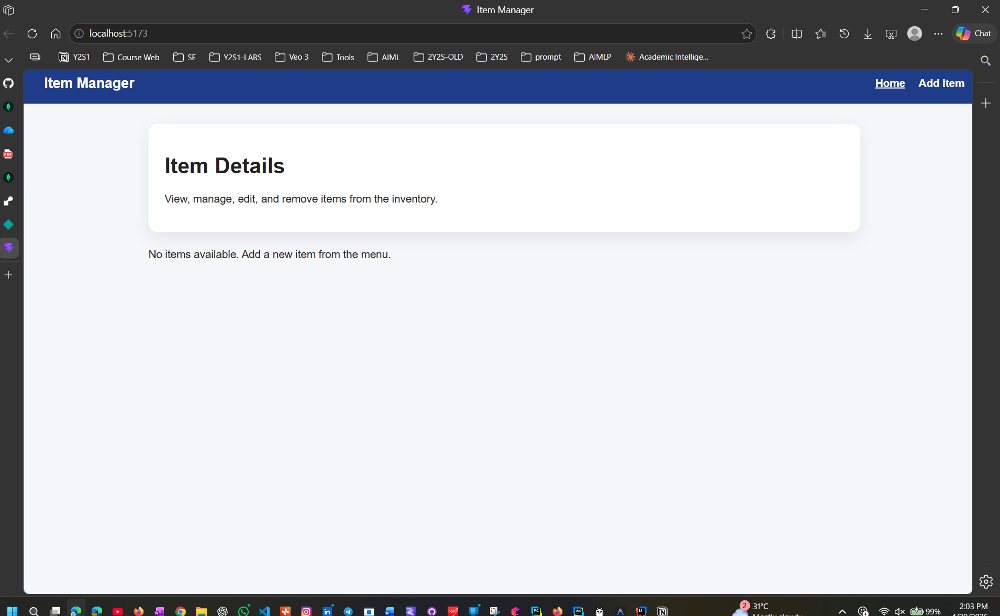 Item Manager
localhost:5173
Chat
Y2S1
Course Web
SE
Y2S1-LABS
Veo 3
Tools
AIML
2Y2S-OLD
2Y2S
prompt
AIMLP
Academic Intellige...
Item Manager
Home
Add Item
Item Details
View, manage, edit, and remove items from the inventory.
No items available. Add a new item from the menu.
2
31°C
99%
2:03 PM